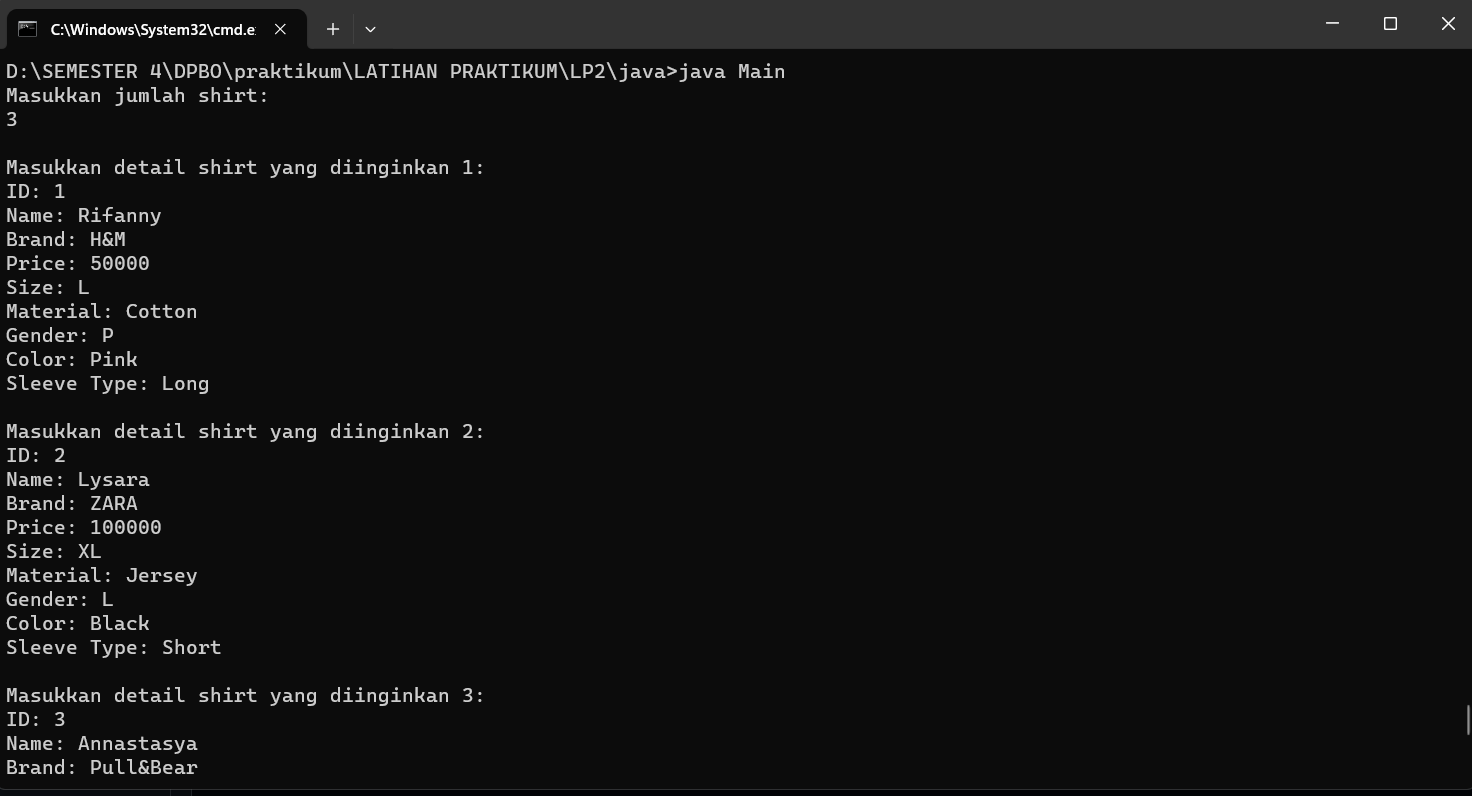 C:\Windows\System32\cmd.e
D:\SEMESTER 4\DPBO\praktikum\LATIHAN PRAKTIKUM\LP2\java>java Main
Masukkan jumlah shirt:
3
Masukkan detail shirt yang diinginkan 1:
ID: 1
Name: Rifanny
Brand: H&M
Price: 50000
Size: L
Material: Cotton
Gender: P
Color: Pink
Sleeve Type: Long
Masukkan detail shirt yang diinginkan 2:
ID: 2
Name: Lysara
Brand: ZARA
Price: 100000
Size: XL
Material: Jersey
Gender: L
Color: Black
Sleeve Type: Short
Masukkan detail shirt yang diinginkan 3:
ID: 3
Name: Annastasya
Brand: Pull&Bear